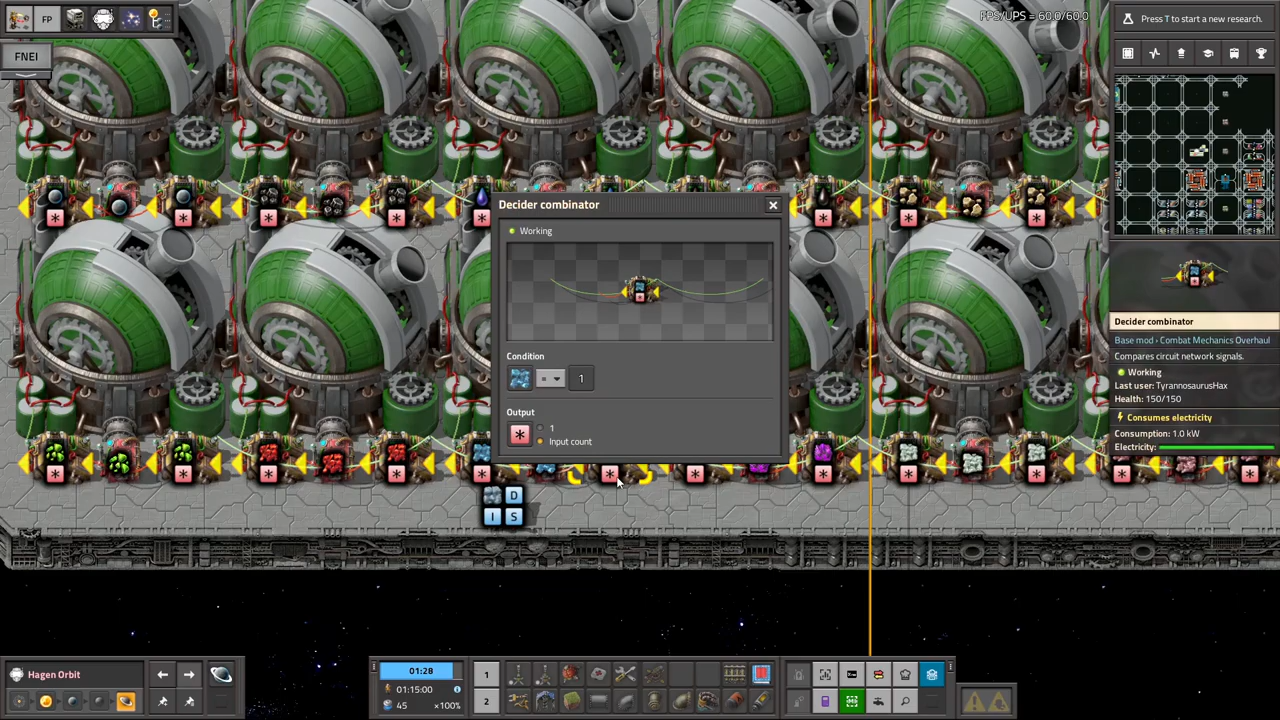 FP
FNEI
FPS/UPS = 60.0/60.0
Press T to start a new research.
Decider combinator
Working
Condition
= 1
Output
1
Input count
D
I S
Decider combinator
Base mod › Combat Mechanics Overhaul
Compares circuit network signals.
Working
Last user: TyrannosaurusHax
Health: 150/150
Consumes electricity
Consumption: 1.0 kW
Electricity:
Hagen Orbit
01:28
01:15:00
45 ×100%
1
2